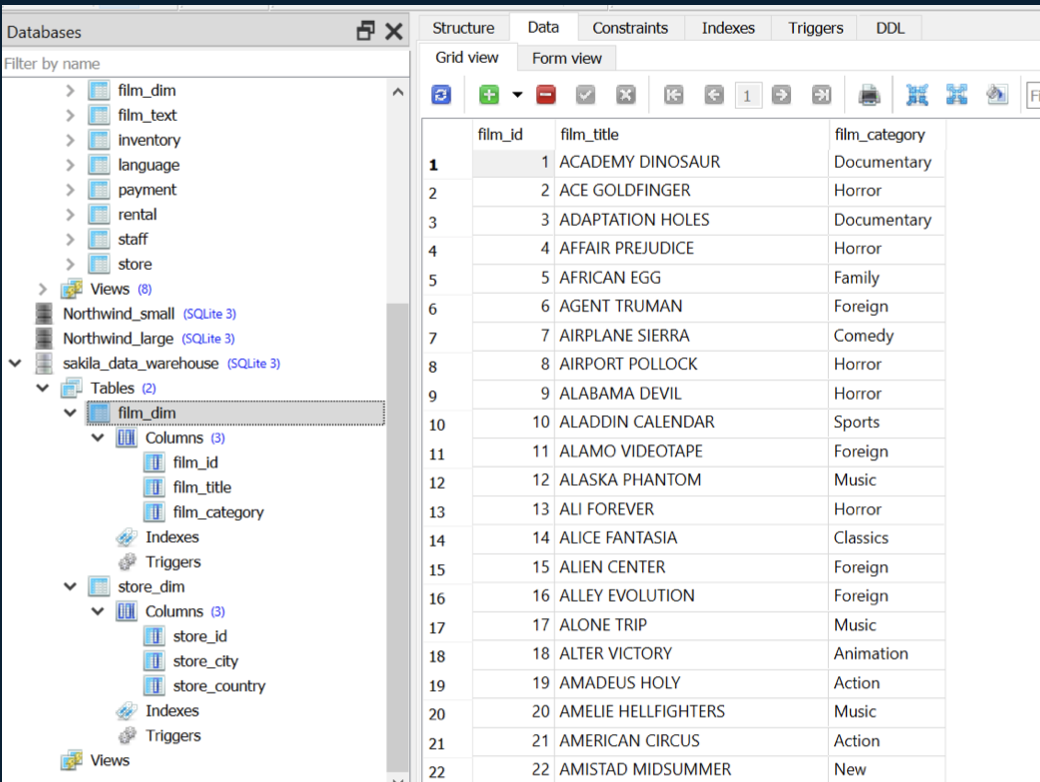 Databases
Filter by name
film_dim
film_text
inventory
language
payment
rental
staff
store
Views (8)
Northwind_small (SQLite 3)
Northwind_large (SQLite 3)
sakila_data_warehouse (SQLite 3)
Tables (2)
film_dim
Columns (3)
film_id
film_title
film_category
Indexes
Triggers
store_dim
Columns (3)
store_id
store_city
store_country
Indexes
Triggers
Views
Structure Data Constraints Indexes Triggers DDL
Grid view Form view
1
film_id film_title film_category
1 1 ACADEMY DINOSAUR Documentary
2 2 ACE GOLDFINGER Horror
3 3 ADAPTATION HOLES Documentary
4 4 AFFAIR PREJUDICE Horror
5 5 AFRICAN EGG Family
6 6 AGENT TRUMAN Foreign
7 7 AIRPLANE SIERRA Comedy
8 8 AIRPORT POLLOCK Horror
9 9 ALABAMA DEVIL Horror
10 10 ALADDIN CALENDAR Sports
11 11 ALAMO VIDEOTAPE Foreign
12 12 ALASKA PHANTOM Music
13 13 ALI FOREVER Horror
14 14 ALICE FANTASIA Classics
15 15 ALIEN CENTER Foreign
16 16 ALLEY EVOLUTION Foreign
17 17 ALONE TRIP Music
18 18 ALTER VICTORY Animation
19 19 AMADEUS HOLY Action
20 20 AMELIE HELLFIGHTERS Music
21 21 AMERICAN CIRCUS Action
22 22 AMISTAD MIDSUMMER New